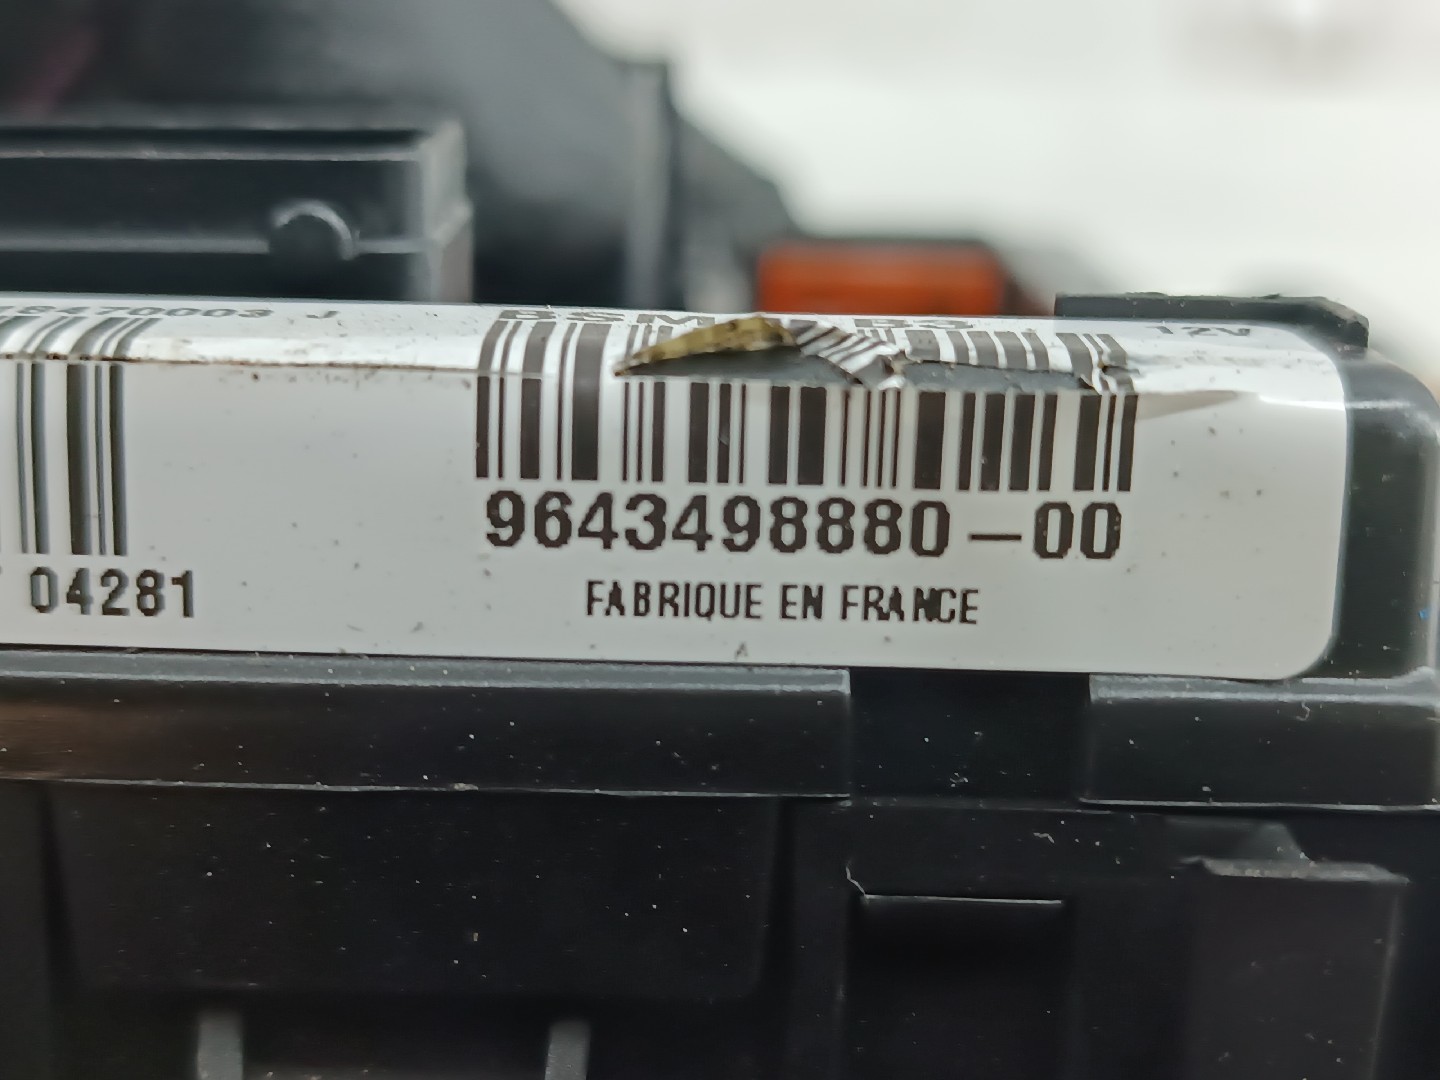 J
12V
9643498880-00
04281
FABRIQUE EN FRANCE